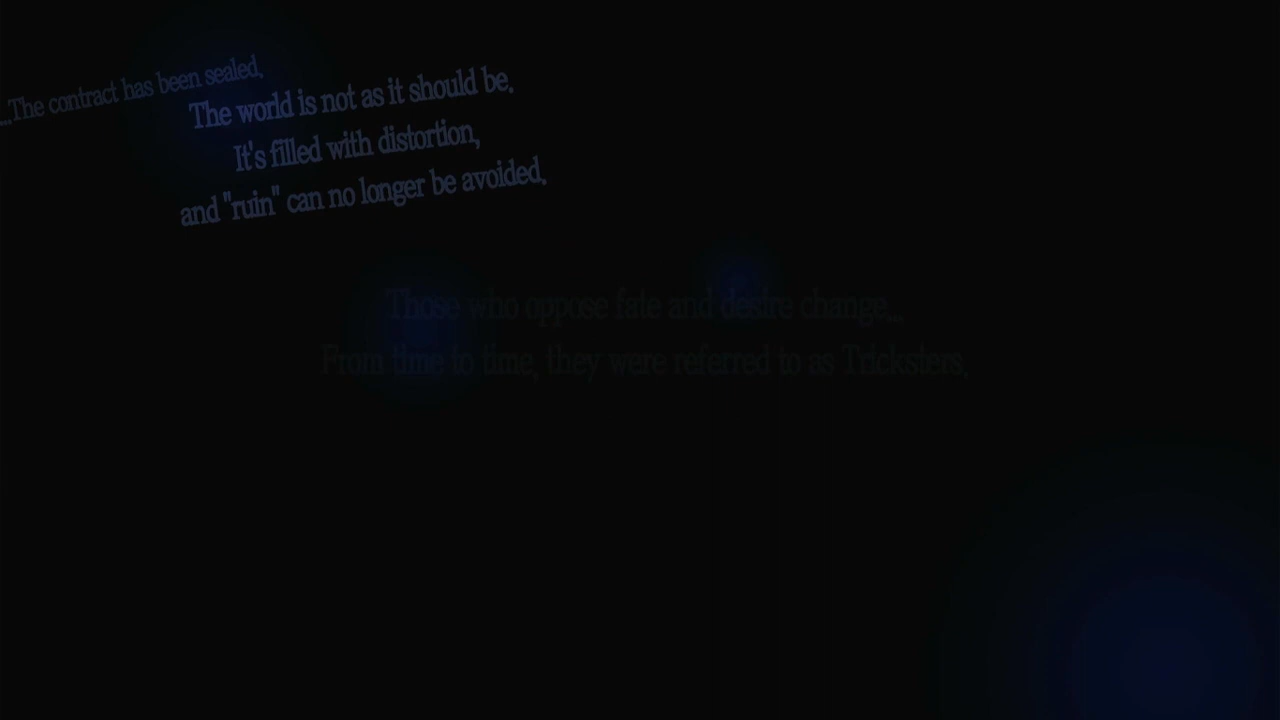 ...The contract has been sealed,
The world is not as it should be.
It's filled with distortion,
and "ruin" can no longer be avoided.
Those who oppose fate and desire change...
From time to time, they were referred to as Tricksters.